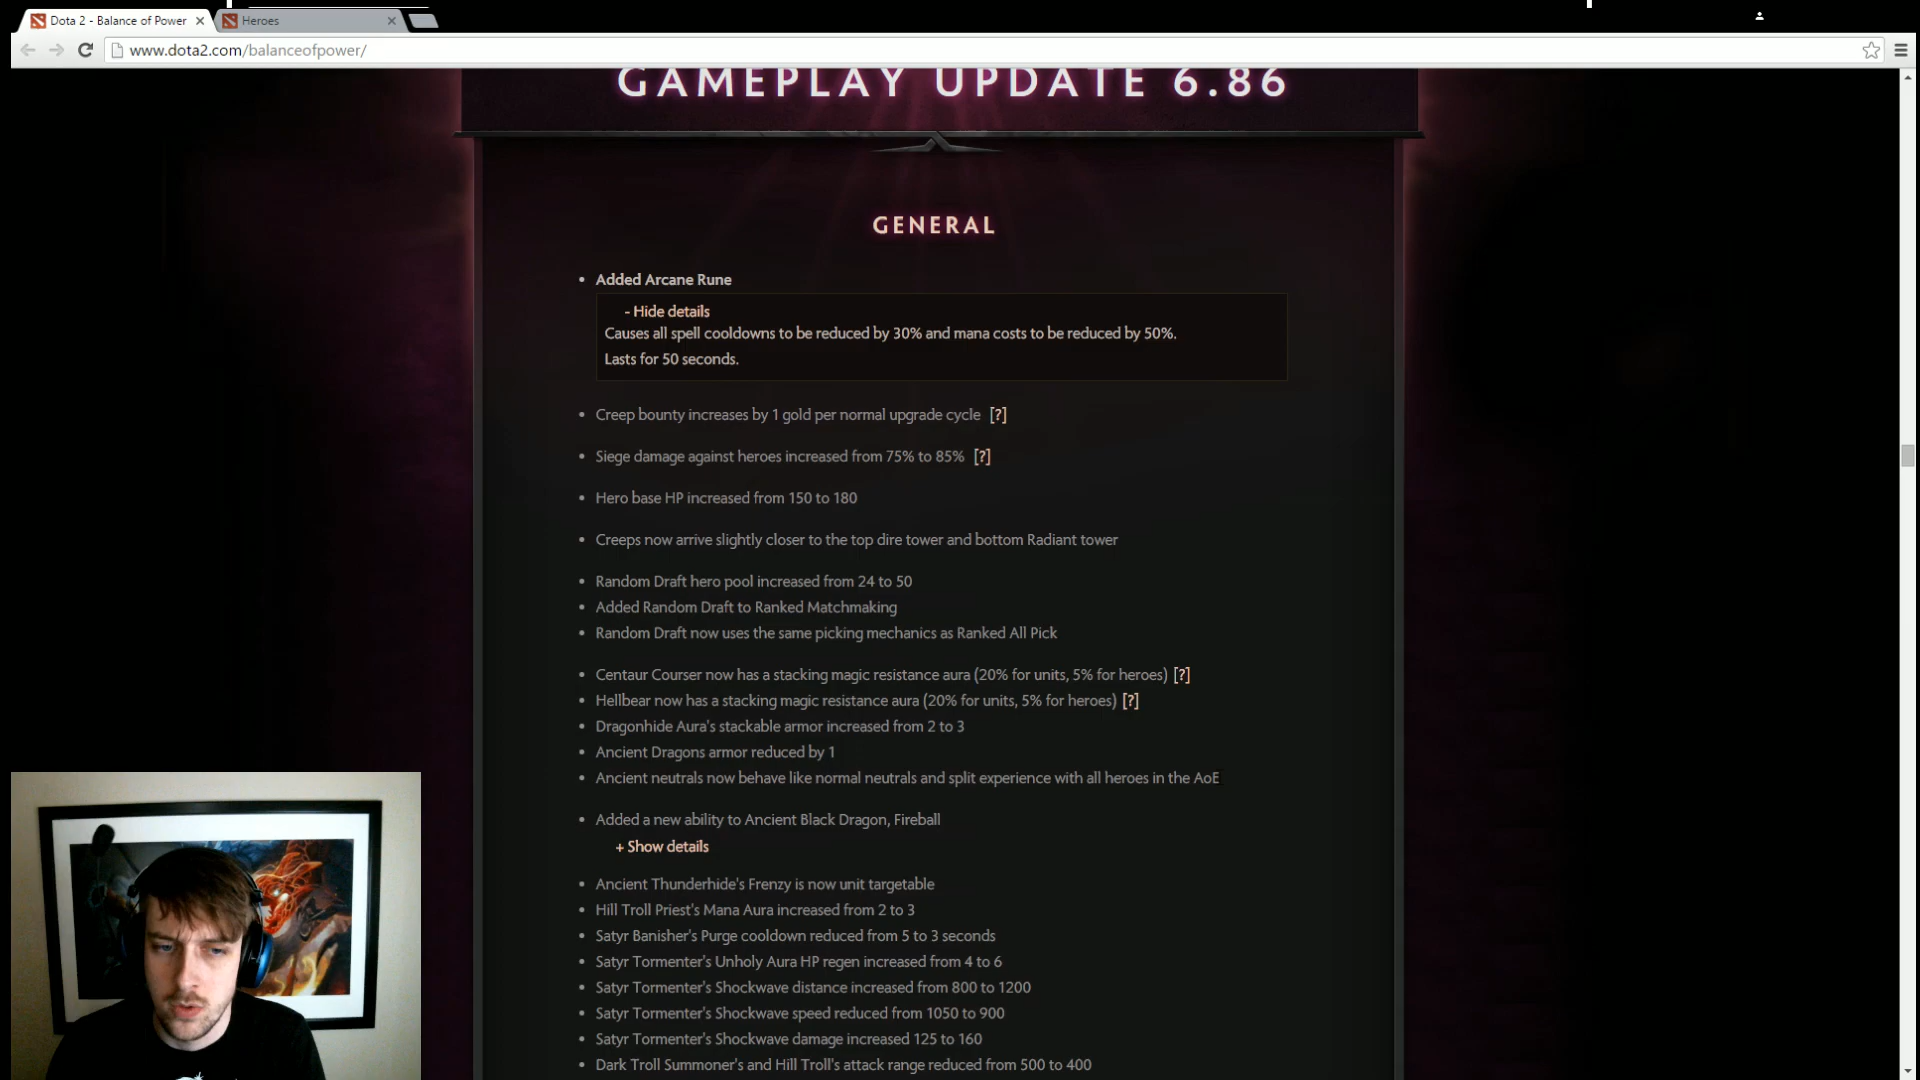 Dota 2 - Balance of Power
Heroes
www.dota2.com/balanceofpower/
GAMEPLAY UPDATE 6.86
GENERAL
• Added Arcane Rune
- Hide details
Causes all spell cooldowns to be reduced by 30% and mana costs to be reduced by 50%.
Lasts for 50 seconds.
• Creep bounty increases by 1 gold per normal upgrade cycle [?]
• Siege damage against heroes increased from 75% to 85% [?]
• Hero base HP increased from 150 to 180
• Creeps now arrive slightly closer to the top dire tower and bottom Radiant tower
• Random Draft hero pool increased from 24 to 50
• Added Random Draft to Ranked Matchmaking
• Random Draft now uses the same picking mechanics as Ranked All Pick
• Centaur Courser now has a stacking magic resistance aura (20% for units, 5% for heroes) [?]
• Hellbear now has a stacking magic resistance aura (20% for units, 5% for heroes) [?]
• Dragonhide Aura's stackable armor increased from 2 to 3
• Ancient Dragons armor reduced by 1
• Ancient neutrals now behave like normal neutrals and split experience with all heroes in the AoE
• Added a new ability to Ancient Black Dragon, Fireball
+ Show details
• Ancient Thunderhide's Frenzy is now unit targetable
• Hill Troll Priest's Mana Aura increased from 2 to 3
• Satyr Banisher's Purge cooldown reduced from 5 to 3 seconds
• Satyr Tormenter's Unholy Aura HP regen increased from 4 to 6
• Satyr Tormenter's Shockwave distance increased from 800 to 1200
• Satyr Tormenter's Shockwave speed reduced from 1050 to 900
• Satyr Tormenter's Shockwave damage increased 125 to 160
• Dark Troll Summoner's and Hill Troll's attack range reduced from 500 to 400